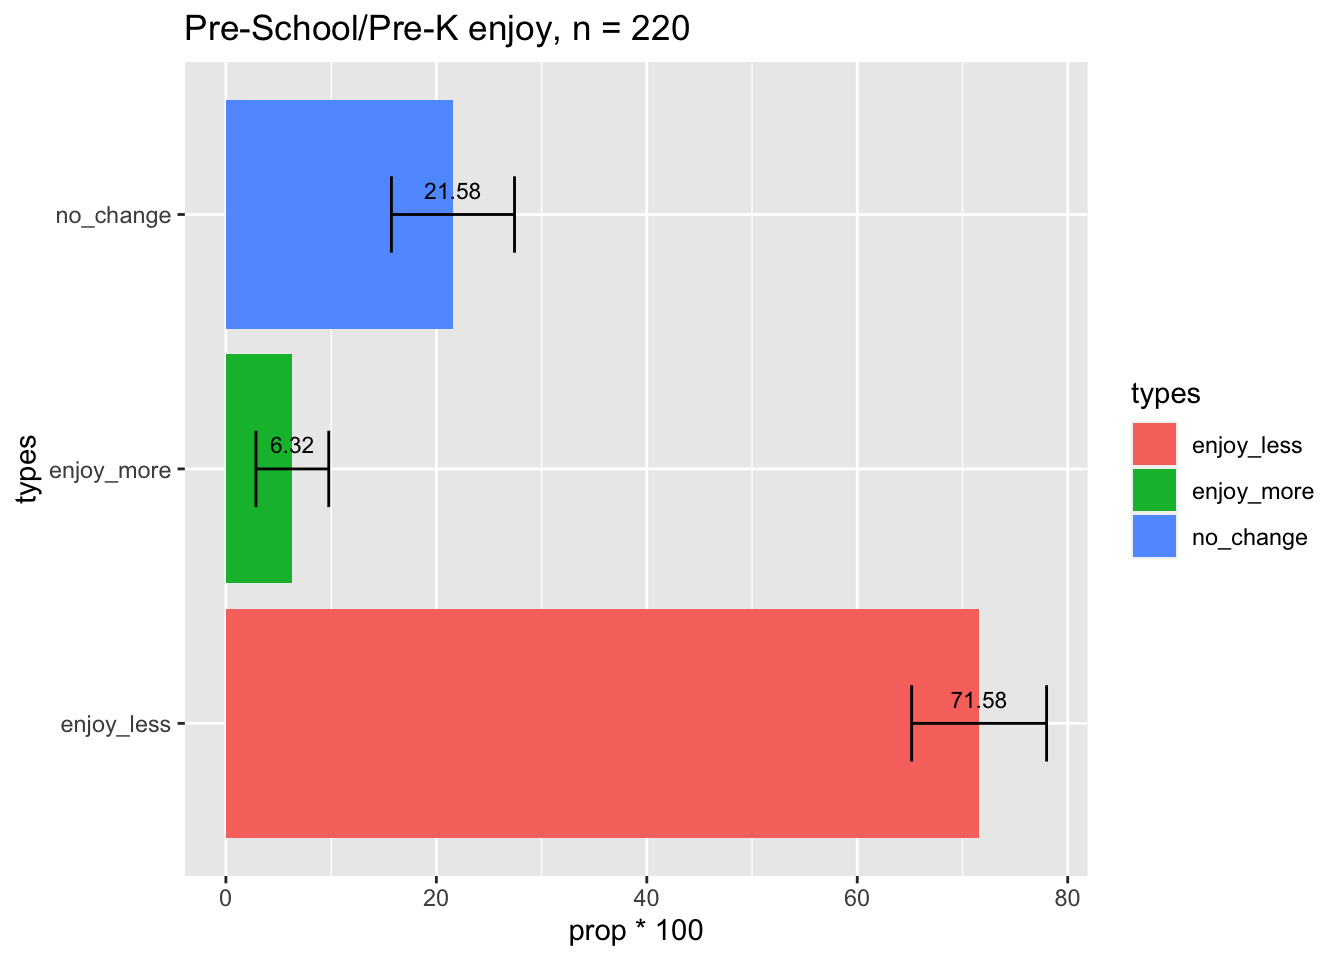 Pre-School/Pre-K enjoy, n = 220
21.58
no_change
6.32
enjoy_more
types
71.58
enjoy_less
0 20 40 60 80
prop * 100
types
enjoy_less
enjoy_more
no_change